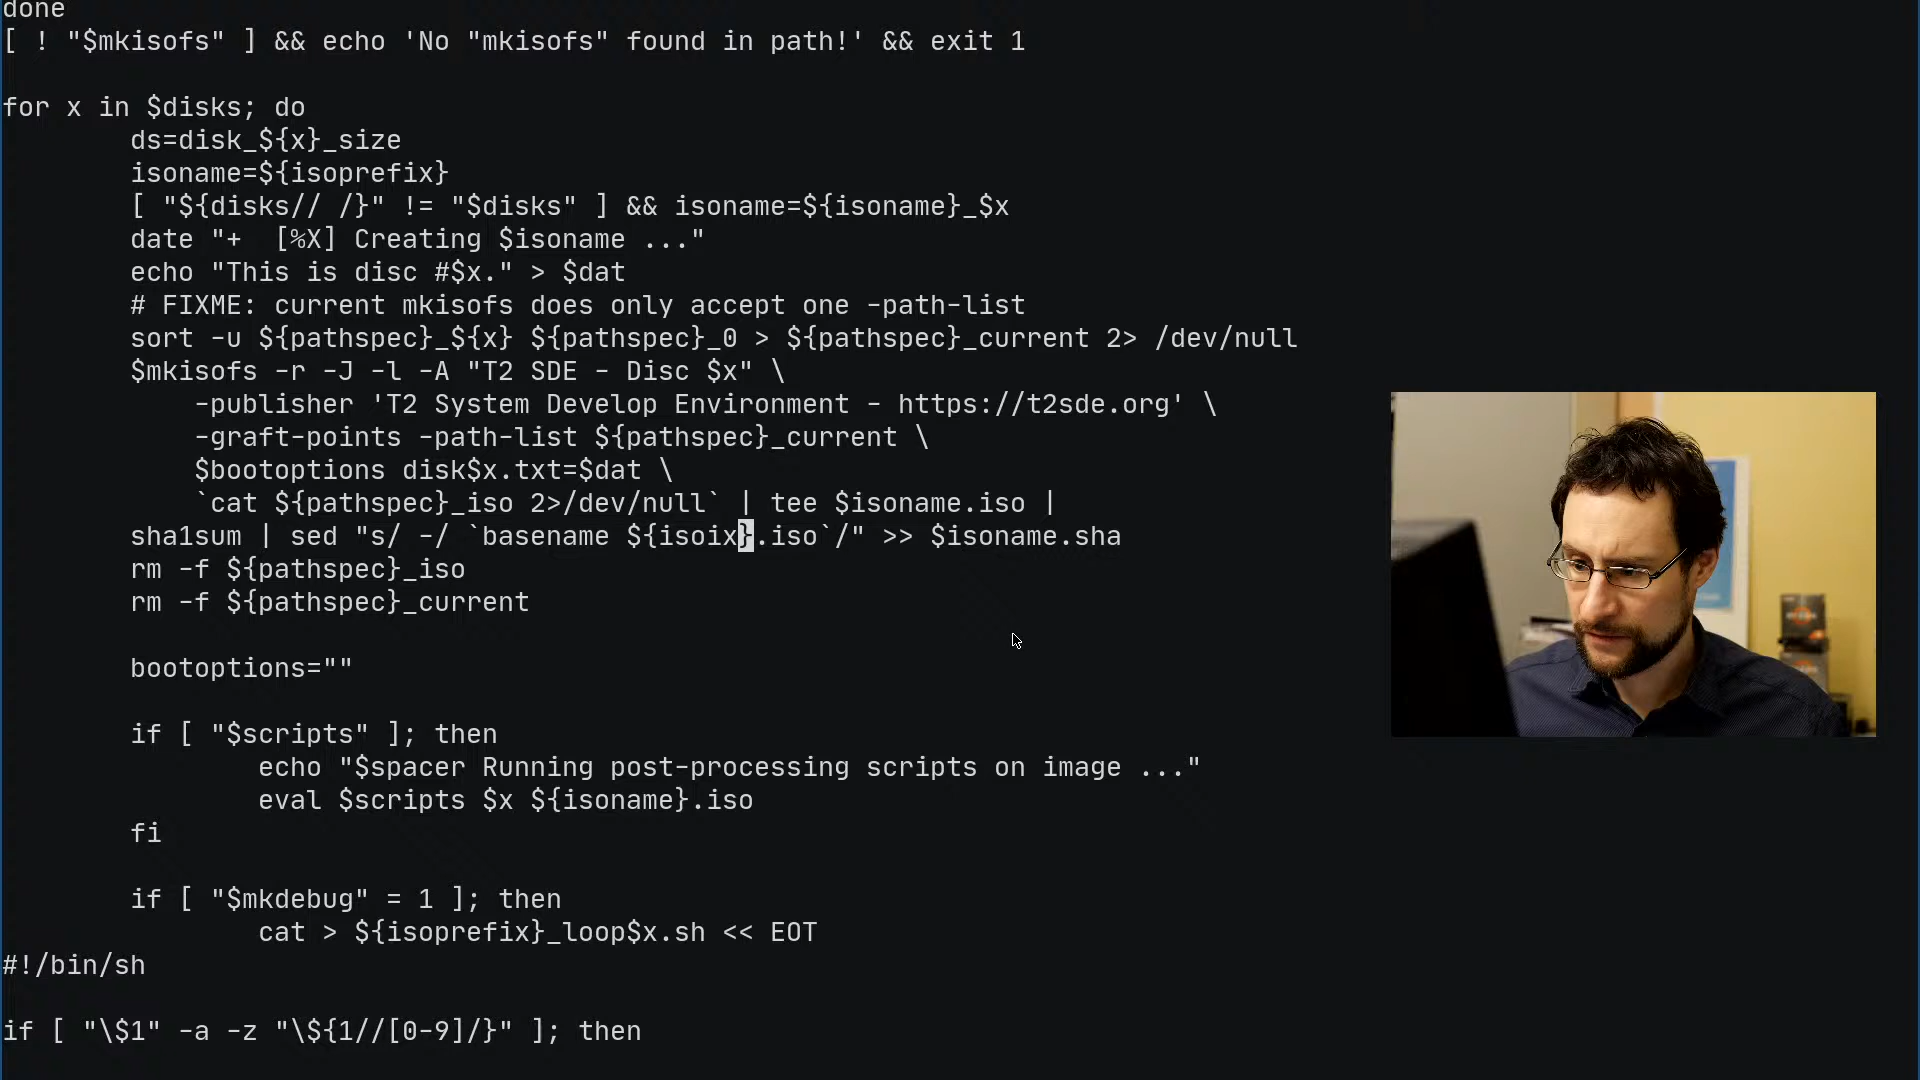 done
[ ! "$mkisofs" ] && echo 'No "mkisofs" found in path!' && exit 1
for x in $disks; do
ds=disk_${x}_size
isoname=${isoprefix}
[ "${disks// /}" != "$disks" ] && isoname=${isoname}_$x
date "+  [%X] Creating $isoname ..."
echo "This is disc #$x." > $dat
# FIXME: current mkisofs does only accept one -path-list
sort -u ${pathspec}_${x} ${pathspec}_0 > ${pathspec}_current 2> /dev/null
$mkisofs -r -J -l -A "T2 SDE - Disc $x" \
-publisher 'T2 System Develop Environment - https://t2sde.org' \
-graft-points -path-list ${pathspec}_current \
$bootoptions disk$x.txt=$dat \
`cat ${pathspec}_iso 2>/dev/null` | tee $isoname.iso |
sha1sum | sed "s/ -/ `basename ${isoix}.iso`/" >> $isoname.sha
rm -f ${pathspec}_iso
rm -f ${pathspec}_current
bootoptions=""
if [ "$scripts" ]; then
echo "$spacer Running post-processing scripts on image ..."
eval $scripts $x ${isoname}.iso
fi
if [ "$mkdebug" = 1 ]; then
cat > ${isoprefix}_loop$x.sh << EOT
#!/bin/sh
if [ "\$1" -a -z "\${1//[0-9]/}" ]; then